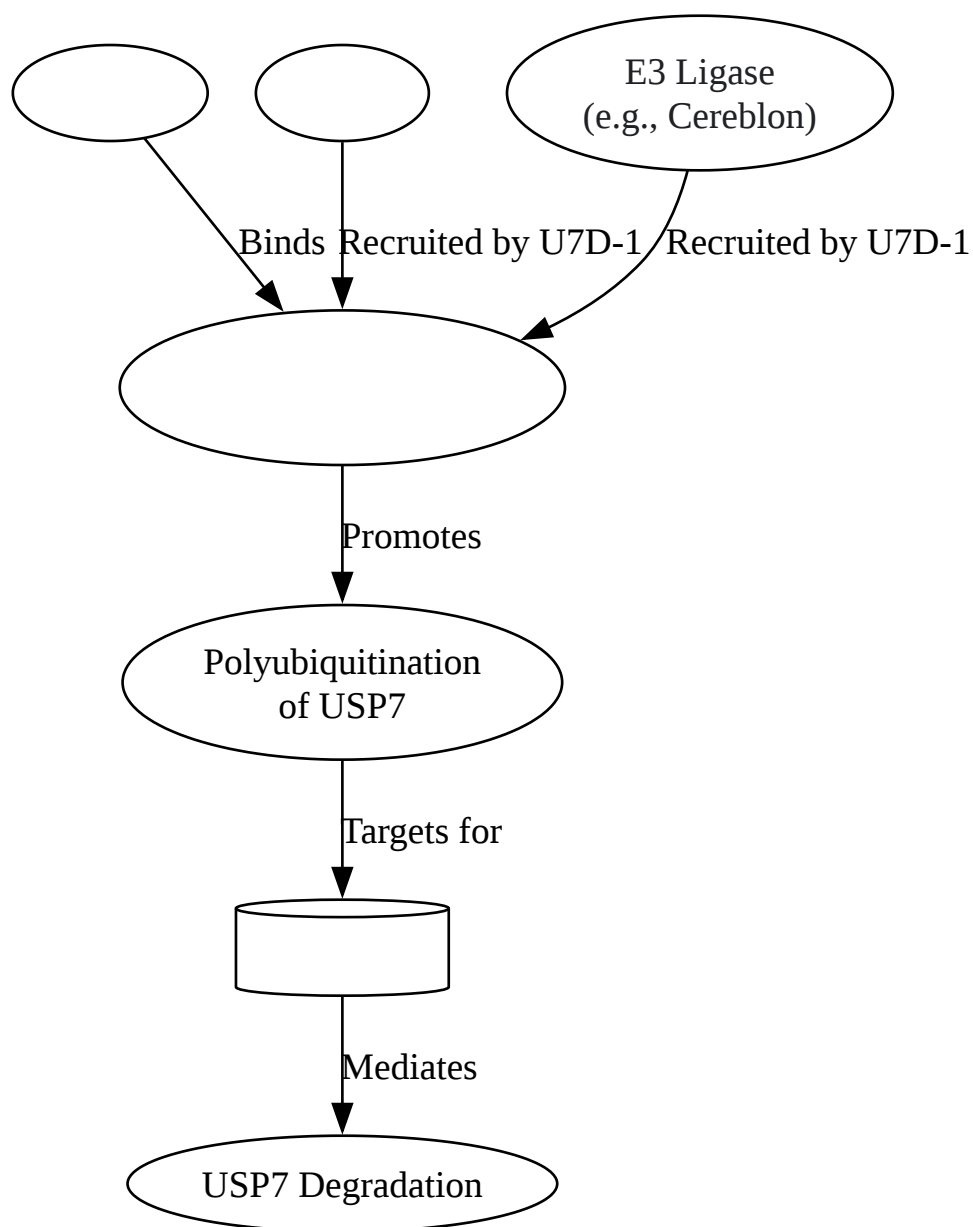 E3 Ligase
(e.g., Cereblon)
Binds
Recruited by U7D-1
Recruited by U7D-1
Promotes
Polyubiquitination
of USP7
Targets for
Mediates
USP7 Degradation